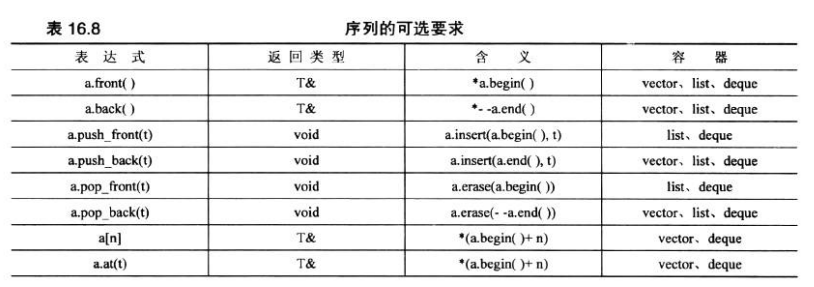 表 16.8 序列的可选要求
表 达 式 返 回 类 型 含 义 容 器
a.front( ) T& *a.begin( ) vector、list、deque
a.back( ) T& *- -a.end( ) vector、list、deque
a.push_front(t) void a.insert(a.begin( ), t) list、deque
a.push_back(t) void a.insert(a.end( ), t) vector、list、deque
a.pop_front(t) void a.erase(a.begin( )) list、deque
a.pop_back(t) void a.erase(- -a.end( )) vector、list、deque
a[n] T& *(a.begin( )+ n) vector、deque
a.at(t) T& *(a.begin( )+ n) vector、deque